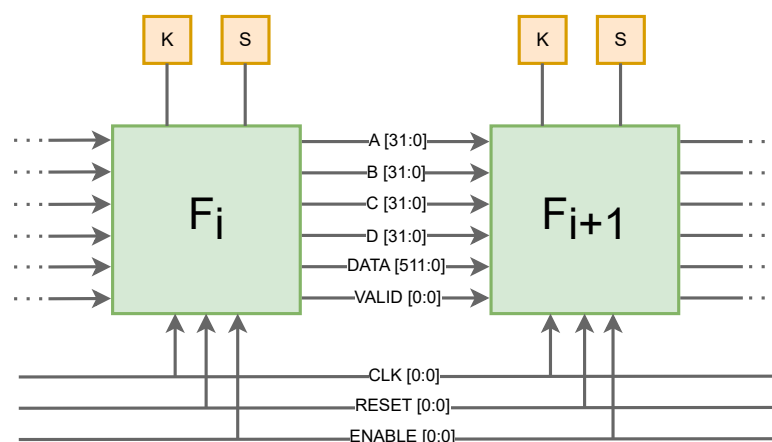 K S K S
A [31:0]
B [31:0]
C [31:0]
D [31:0]
DATA [511:0]
VALID [0:0]
Fi
Fi+1
CLK [0:0]
RESET [0:0]
ENABLE [0:0]